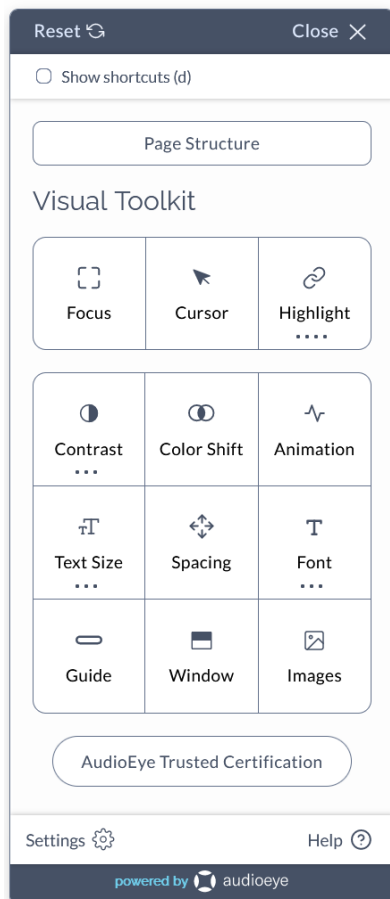 Reset Close
Show shortcuts (d)
Page Structure
Visual Toolkit
Focus Cursor Highlight
Contrast Color Shift Animation
Text Size Spacing Font
Guide Window Images
AudioEye Trusted Certification
Settings Help
powered by audioeye